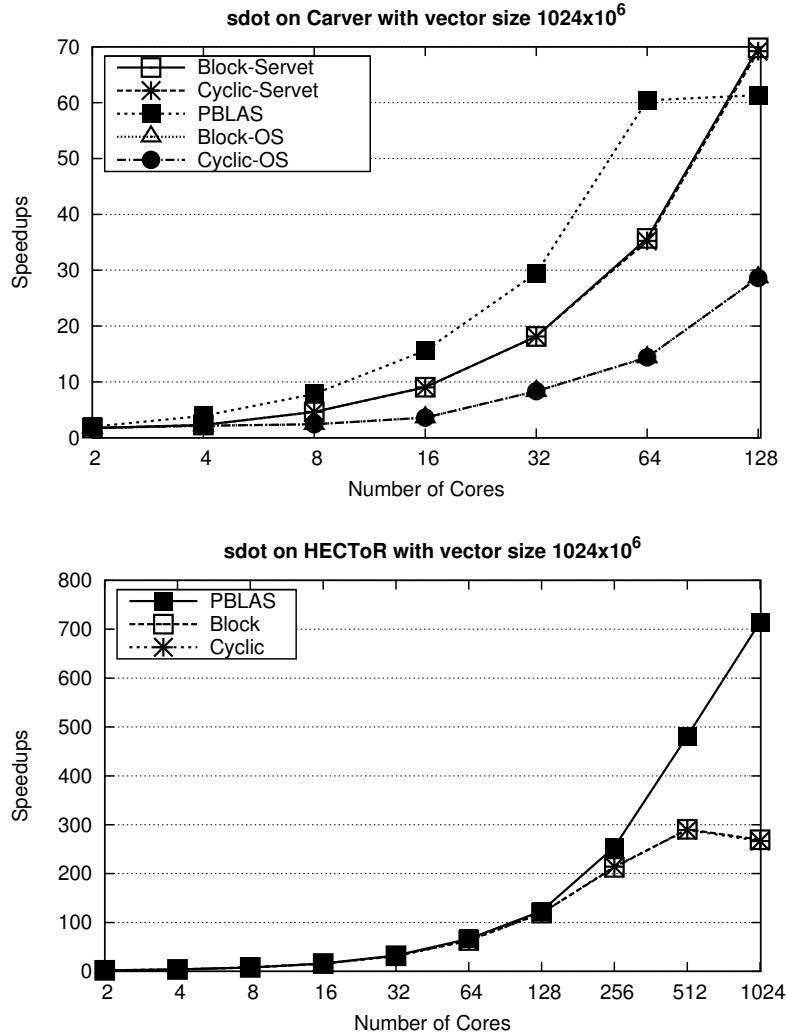 sdot on Carver with vector size 1024x10^6
70
60
50
40
30
20
10
0
Speedups
Block-Servet
Cyclic-Servet
PBLAS
Block-OS
Cyclic-OS
2 4 8 16 32 64 128
Number of Cores
sdot on HECToR with vector size 1024x10^6
800
700
600
500
400
300
200
100
0
Speedups
PBLAS
Block
Cyclic
2 4 8 16 32 64 128 256 512 1024
Number of Cores